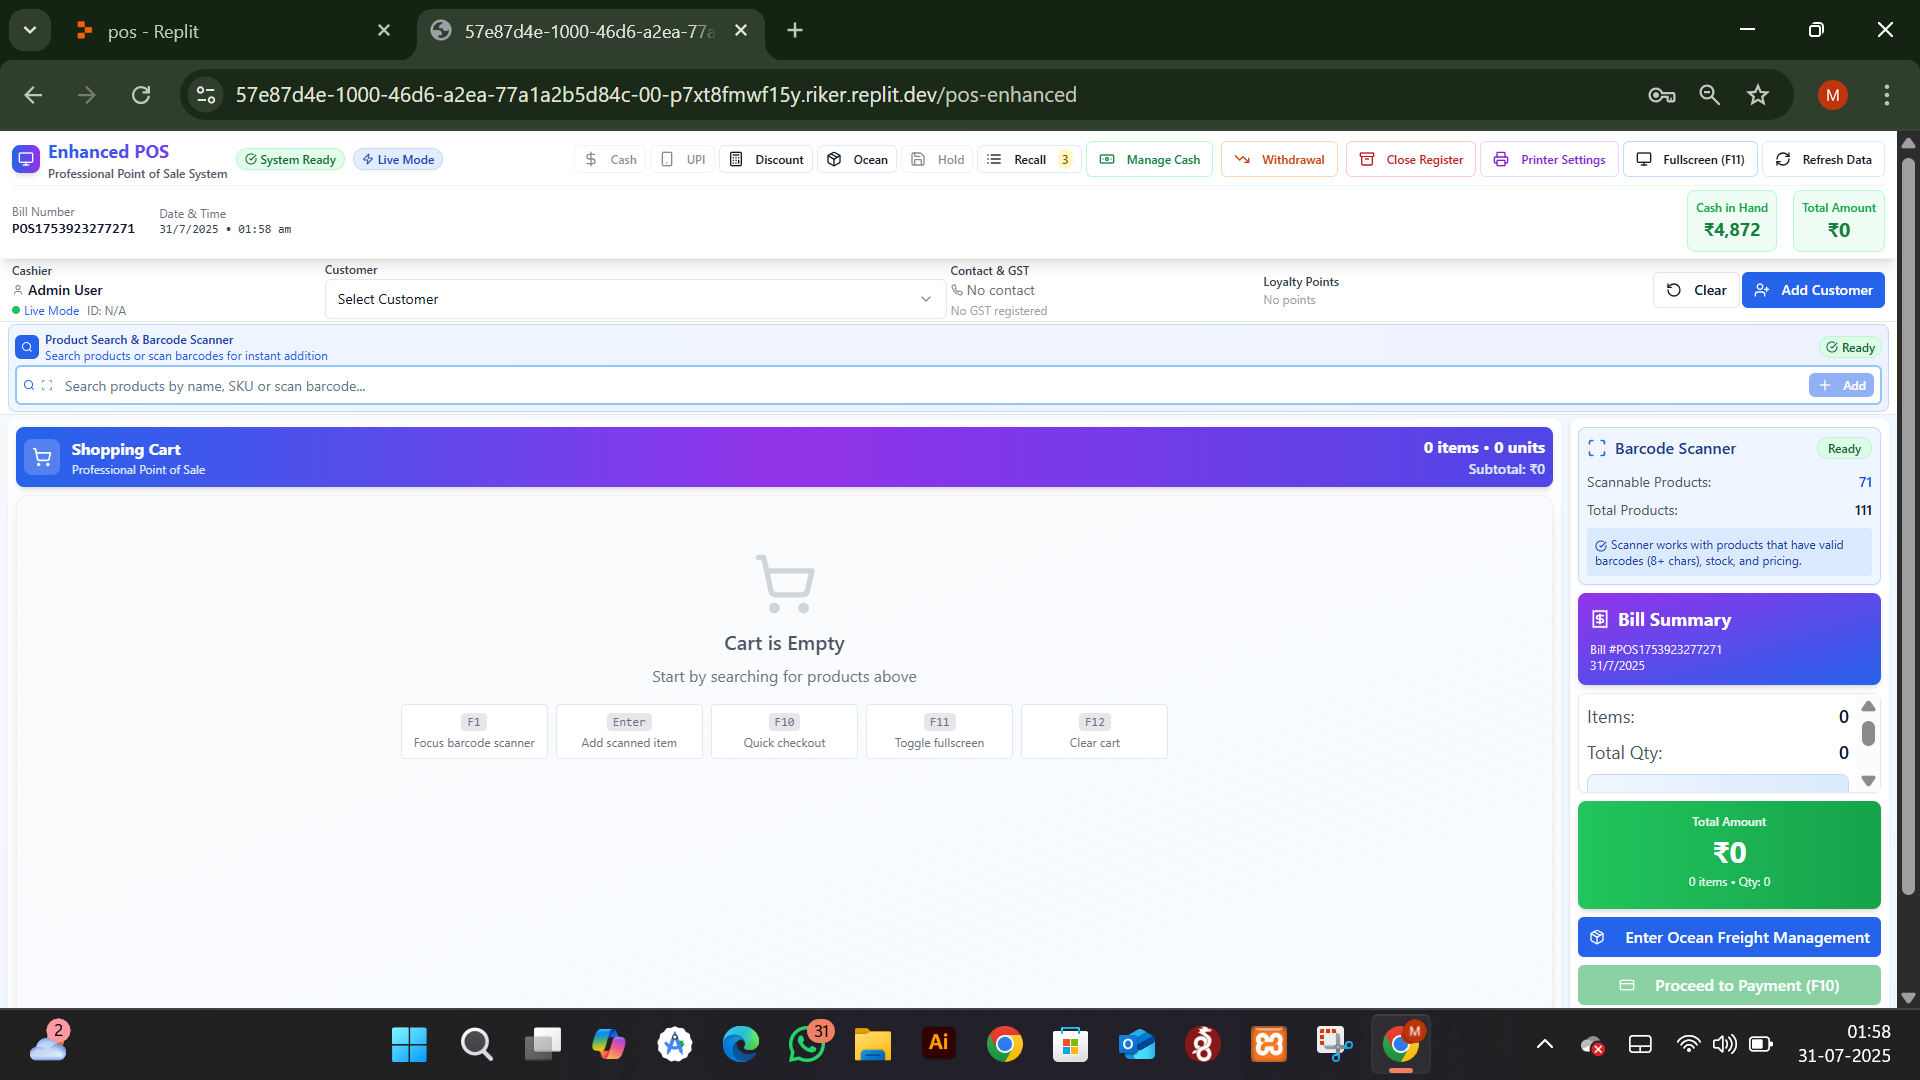 pos - Replit
57e87d4e-1000-46d6-a2ea-77a
57e87d4e-1000-46d6-a2ea-77a1a2b5d84c-00-p7xt8fmwf15y.riker.replit.dev/pos-enhanced
M
Enhanced POS
Professional Point of Sale System
System Ready
Live Mode
Cash
UPI
Discount
Ocean
Hold
Recall 3
Manage Cash
Withdrawal
Close Register
Printer Settings
Fullscreen (F11)
Refresh Data
Bill Number
POS1753923277271
Date & Time
31/7/2025 • 01:58 am
Cash in Hand
₹4,872
Total Amount
₹0
Cashier
Admin User
Live Mode ID: N/A
Customer
Select Customer
Contact & GST
No contact
No GST registered
Loyalty Points
No points
Clear
Add Customer
Product Search & Barcode Scanner
Search products or scan barcodes for instant addition
Ready
Search products by name, SKU or scan barcode...
Add
Shopping Cart
Professional Point of Sale
0 items • 0 units
Subtotal: ₹0
Cart is Empty
Start by searching for products above
F1
Focus barcode scanner
Enter
Add scanned item
F10
Quick checkout
F11
Toggle fullscreen
F12
Clear cart
Barcode Scanner
Ready
Scannable Products: 71
Total Products: 111
Scanner works with products that have valid
barcodes (8+ chars), stock, and pricing.
Bill Summary
Bill #POS1753923277271
31/7/2025
Items: 0
Total Qty: 0
Total Amount
₹0
0 items • Qty: 0
Enter Ocean Freight Management
Proceed to Payment (F10)
2
31
Ai
M
01:58
31-07-2025